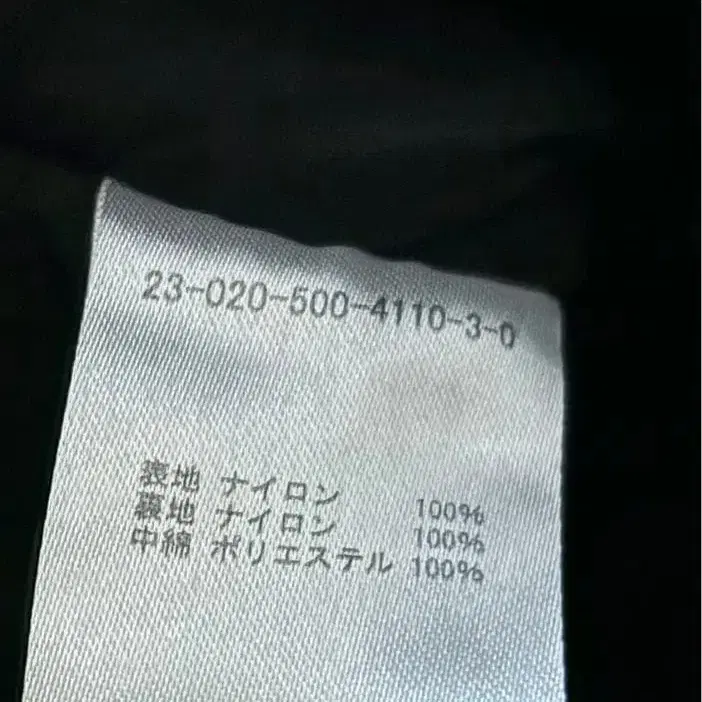 23-020-500-4110-3-0
表地 ナイロン 100%
裏地 ナイロン 100%
中綿 ポリエステル 100%